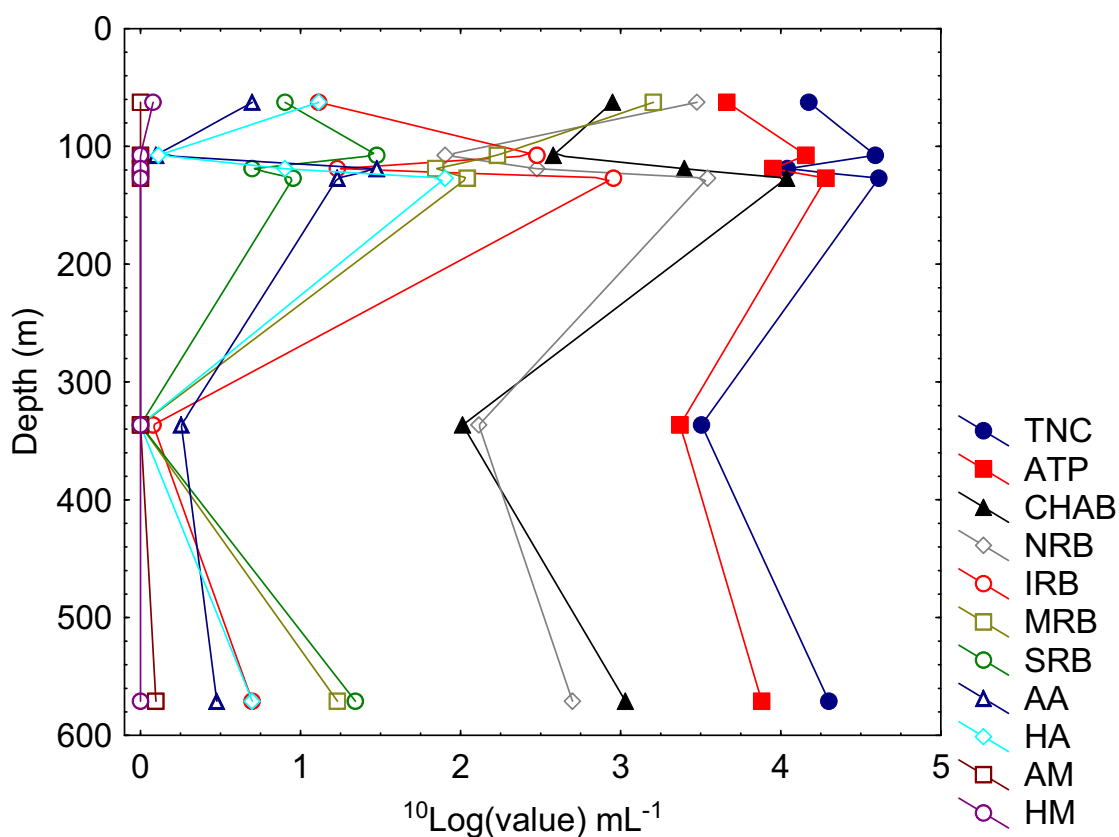 0
100
200
300
400
500
600
Depth (m)
0 1 2 3 4 5
¹⁰Log(value) mL⁻¹
TNC
ATP
CHAB
NRB
IRB
MRB
SRB
AA
HA
AM
HM